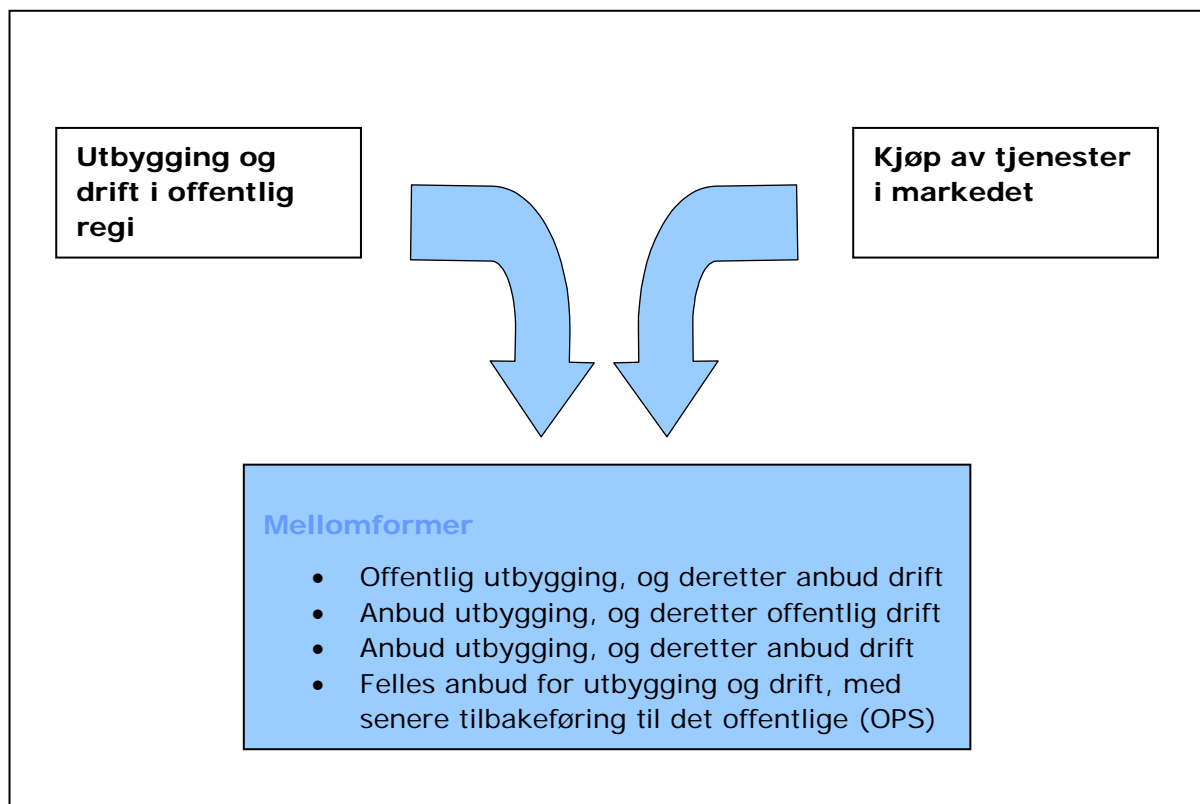 Utbygging og
drift i offentlig
regi
Kjøp av tjenester
i markedet
Mellomformer
• Offentlig utbygging, og deretter anbud drift
• Anbud utbygging, og deretter offentlig drift
• Anbud utbygging, og deretter anbud drift
• Felles anbud for utbygging og drift, med
senere tilbakeføring til det offentlige (OPS)